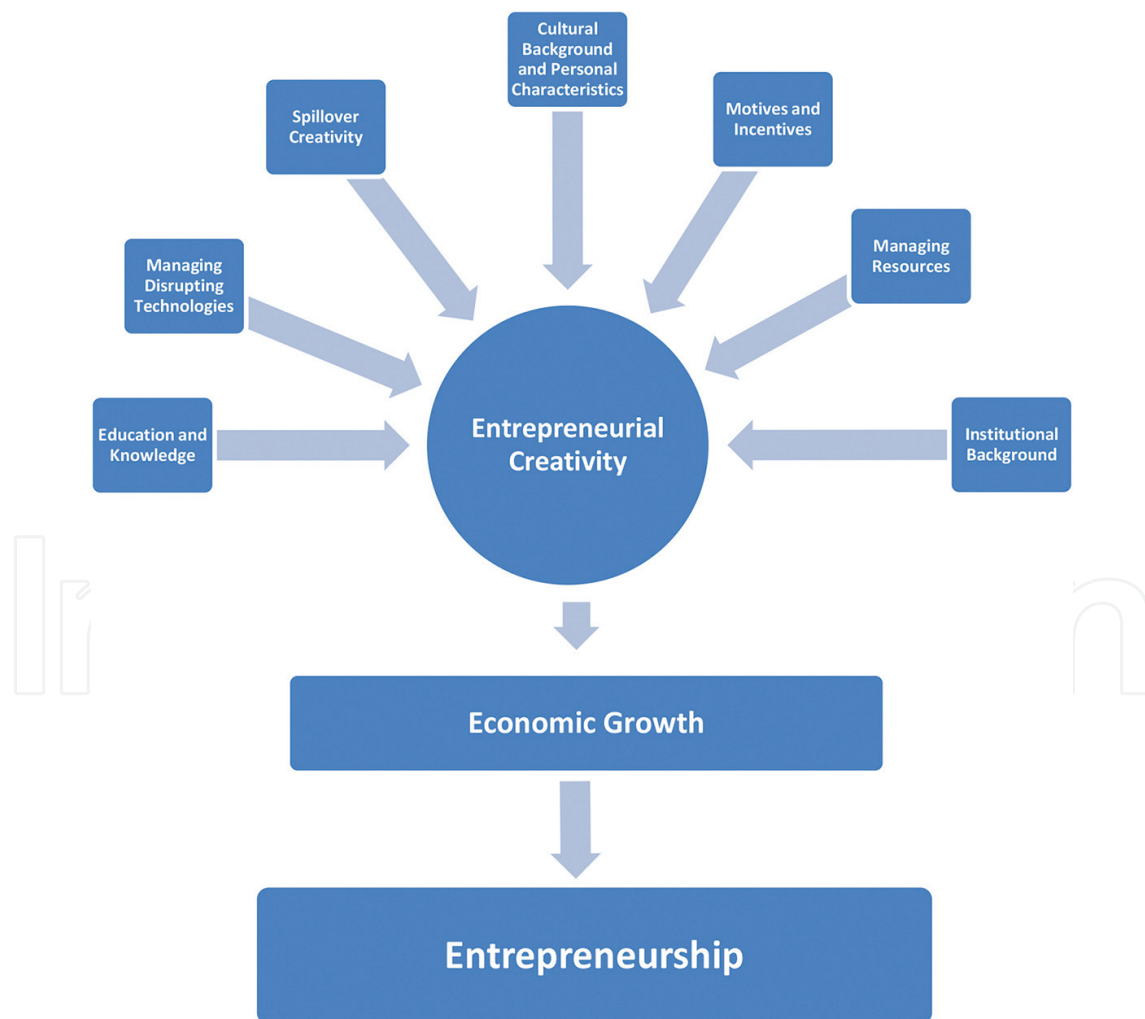 Cultural
Background
and Personal
Characteristics
Spillover
Creativity
Motives and
Incentives
Managing
Disrupting
Technologies
Managing
Resources
Education and
Knowledge
Entrepreneurial
Creativity
Institutional
Background
Economic Growth
Entrepreneurship